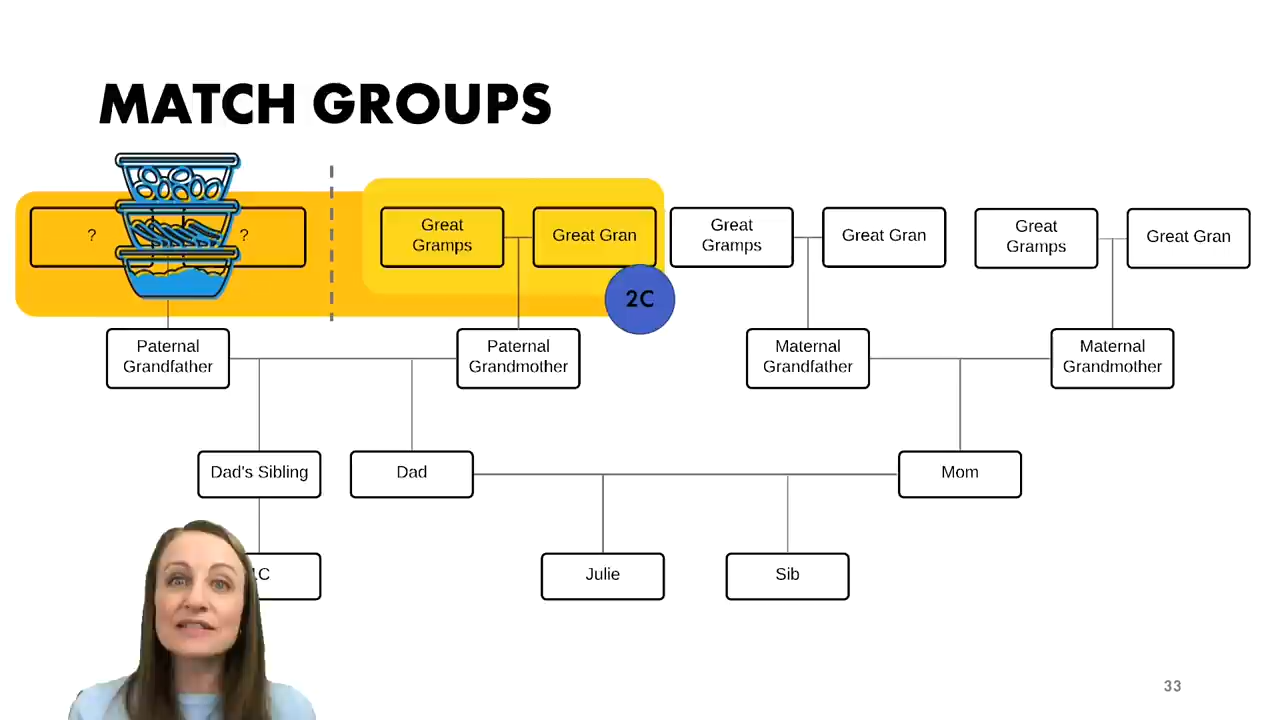 MATCH GROUPS
?
?
Great
Gramps
Great Gran
Great
Gramps
Great Gran
Great
Gramps
Great Gran
2C
Paternal
Grandfather
Paternal
Grandmother
Maternal
Grandfather
Maternal
Grandmother
Dad's Sibling
Dad
Mom
Julie
Sib
33